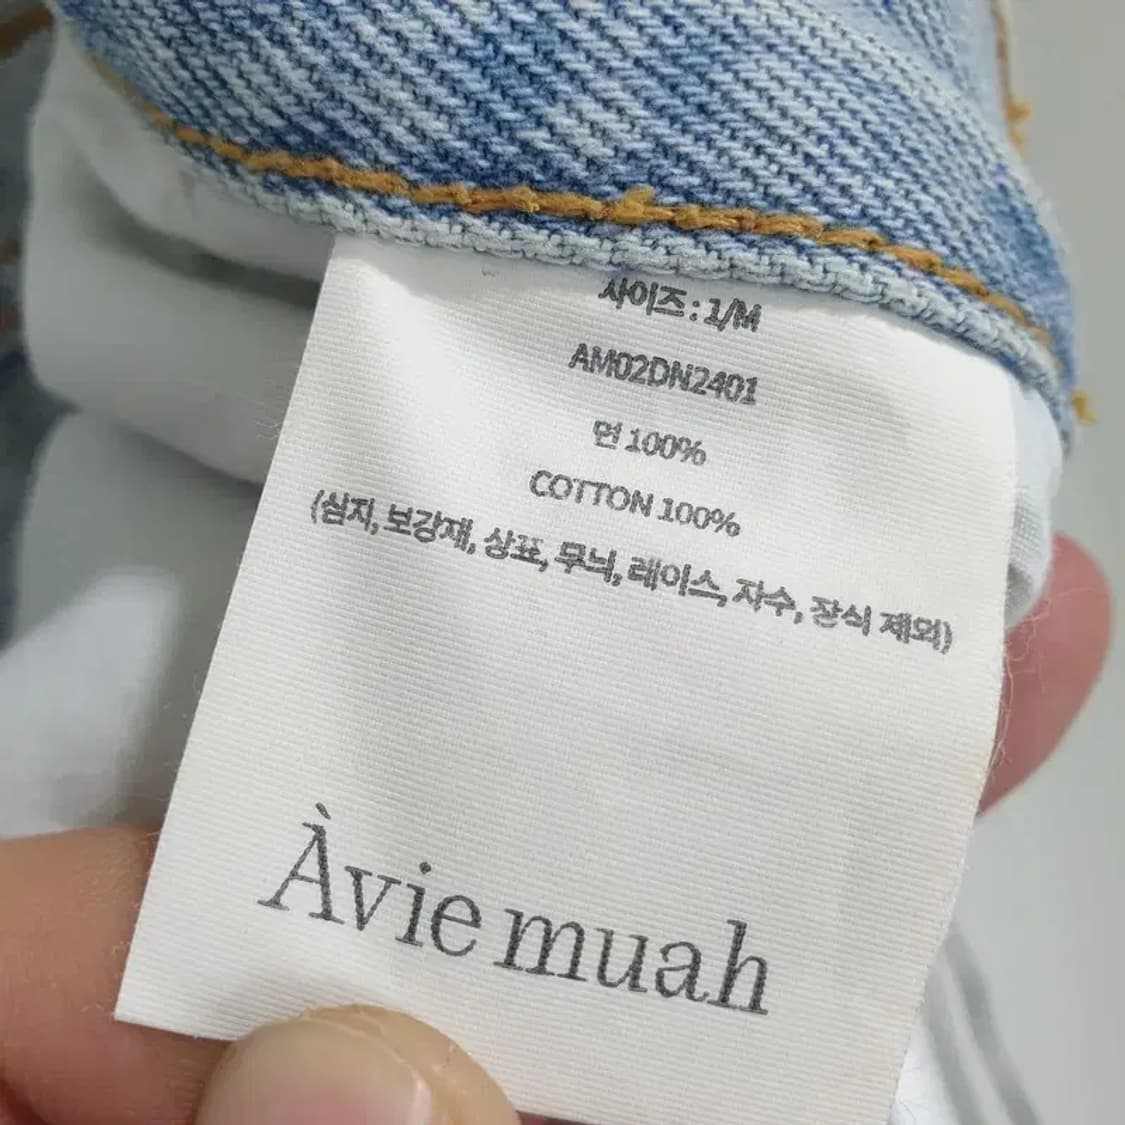 사이즈 : 1/M
AM02DN2401
면 100%
COTTON 100%
(심지, 보강재, 상표, 무늬, 레이스, 자수, 장식 제외)
Àvie muah